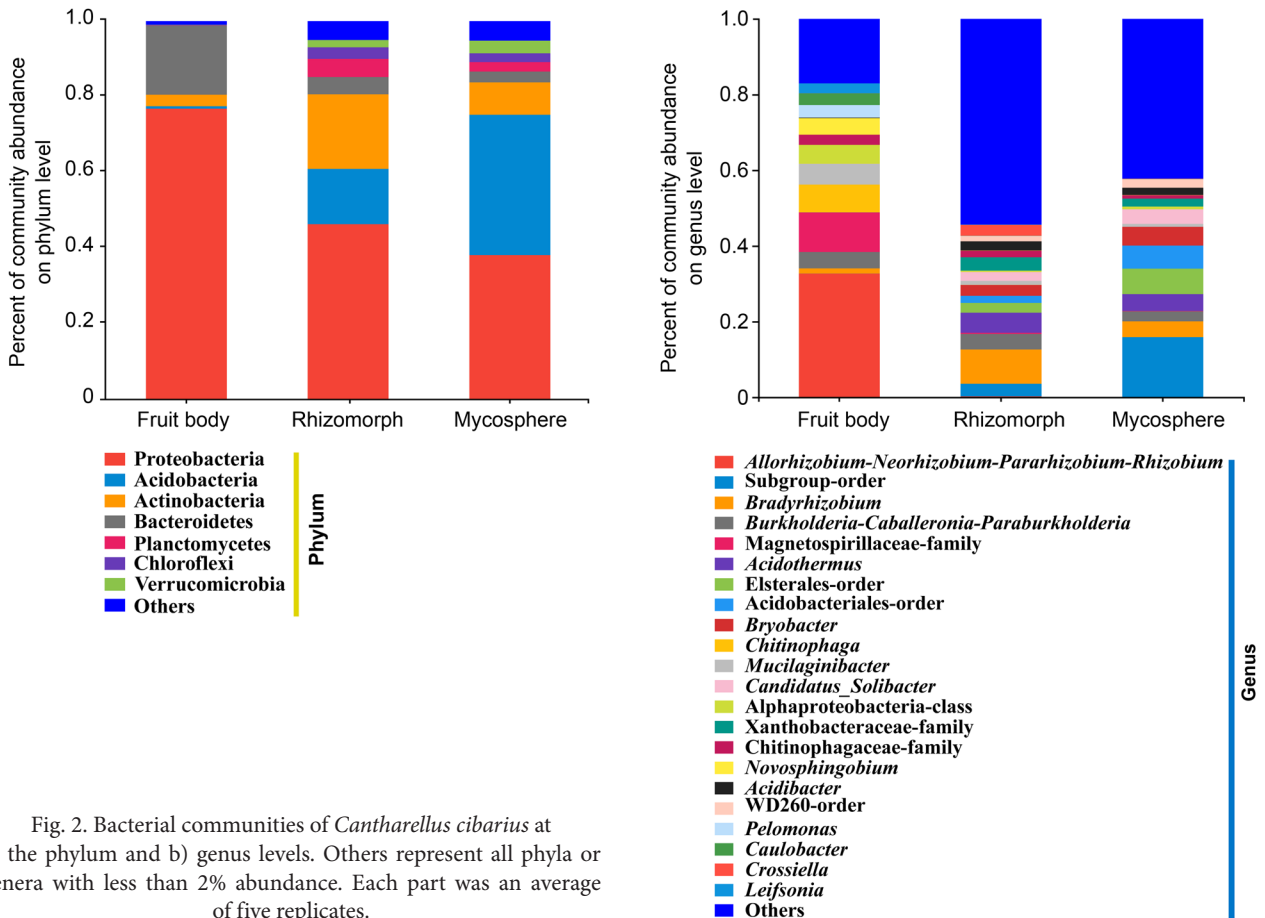 Percent of community abundance
on phylum level
1.0
0.8
0.6
0.4
0.2
0
Fruit body Rhizomorph Mycosphere
Proteobacteria
Acidobacteria
Actinobacteria
Bacteroidetes
Planctomycetes
Chloroflexi
Verrucomicrobia
Others
Phylum
Percent of community abundance
on genus level
1.0
0.8
0.6
0.4
0.2
0
Fruit body Rhizomorph Mycosphere
Allorhizobium-Neorhizobium-Pararhizobium-Rhizobium
Subgroup-order
Bradyrhizobium
Burkholderia-Caballeronia-Paraburkholderia
Magnetospirillaceae-family
Acidothermus
Elsterales-order
Acidobacteriales-order
Bryobacter
Chitinophaga
Mucilaginibacter
Candidatus_Solibacter
Alphaproteobacteria-class
Xanthobacteraceae-family
Chitinophagaceae-family
Novosphingobium
Acidibacter
WD260-order
Pelomonas
Caulobacter
Crossiella
Leifsonia
Others
Genus
Fig. 2. Bacterial communities of Cantharellus cibarius at
the phylum and b) genus levels. Others represent all phyla or
enera with less than 2% abundance. Each part was an average
of five replicates.